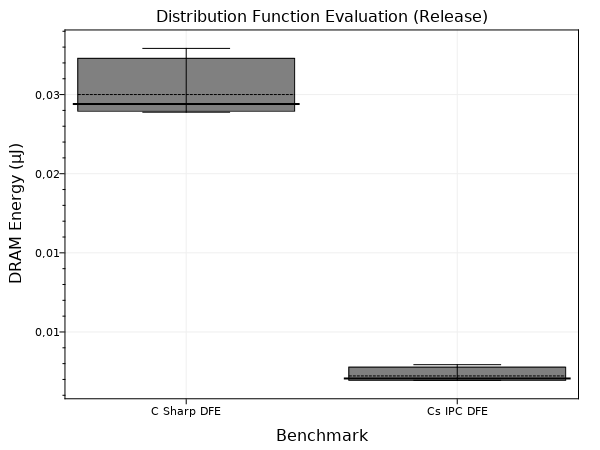 Distribution Function Evaluation (Release)
DRAM Energy (μJ)
0,03
0,02
0,01
0,01
C Sharp DFE
Cs IPC DFE
Benchmark